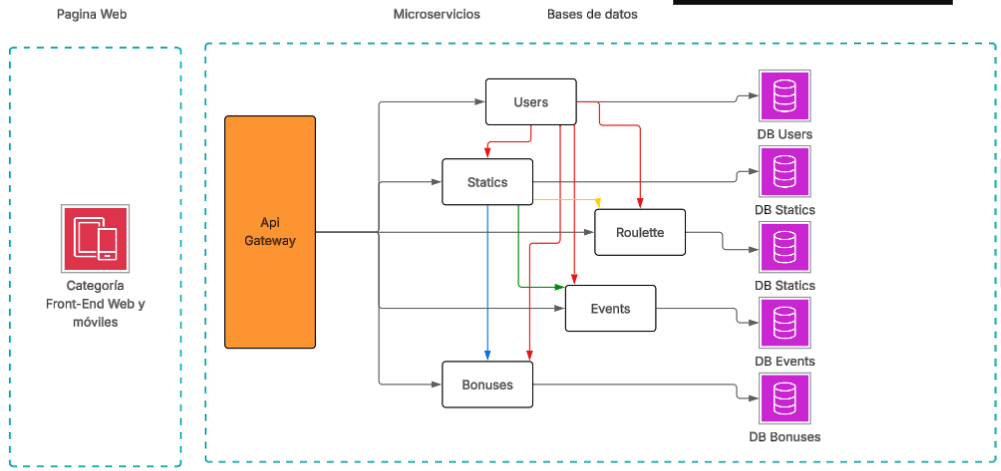 Pagina Web
Microservicios
Bases de datos
Users
DB Users
Statics
DB Statics
Api
Gateway
Roulette
Categoría
Front-End Web y
móviles
DB Statics
Events
DB Events
Bonuses
DB Bonuses